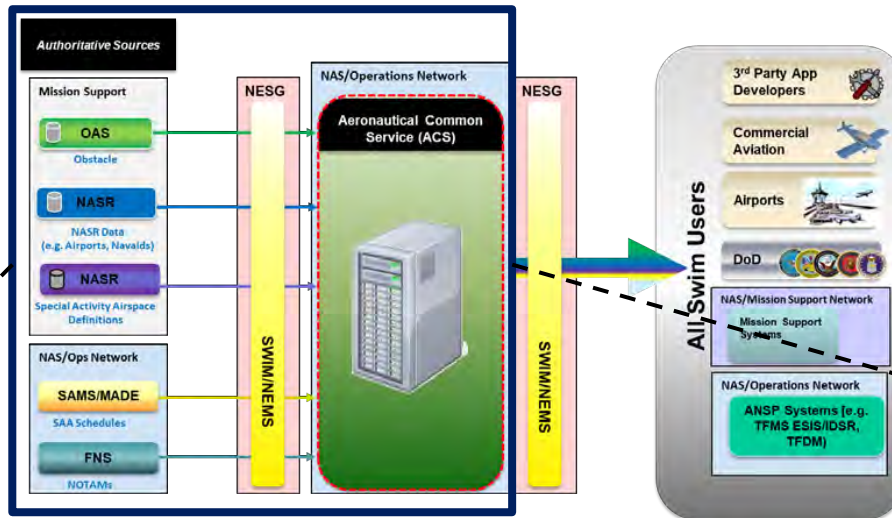 Authoritative Sources
Mission Support
OAS
Obstacle
NASR
NASR Data
(e.g. Airports, Navaids)
NASR
Special Activity Airspace
Definitions
NAS/Ops Network
SAMS/MADE
SAA Schedules
FNS
NOTAMs
NESG
SWIM/NEMS
NAS/Operations Network
Aeronautical Common
Service (ACS)
NESG
SWIM/NEMS
All Swim Users
3rd Party App
Developers
Commercial
Aviation
Airports
DoD
NAS/Mission Support Network
Mission Support
Systems
NAS/Operations Network
ANSP Systems [e.g.
TFMS ESIS/IDSR,
TFDM)